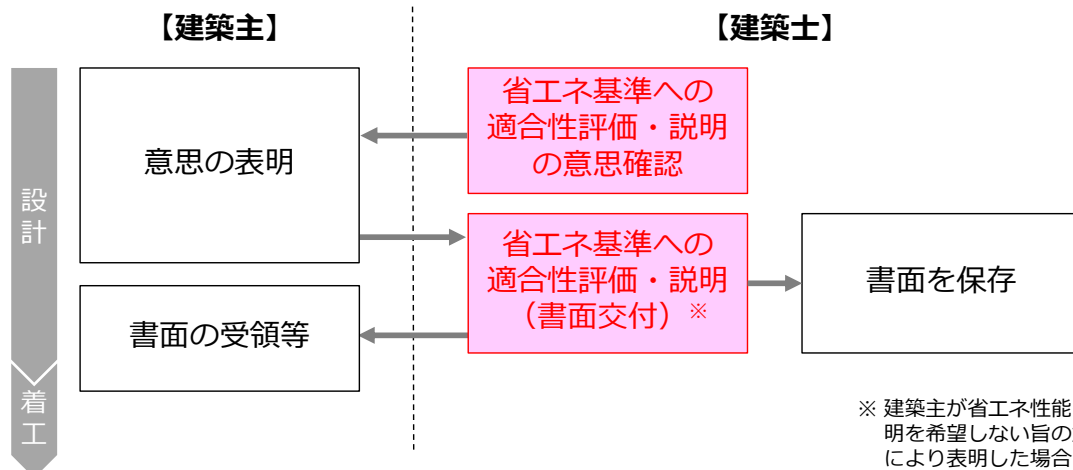 【建築主】
【建築士】
設計
着工
意思の表明
省エネ基準への
適合性評価・説明
の意思確認
省エネ基準への
適合性評価・説明
（書面交付）※
書面を保存
書面の受領等
※ 建築主が省エネ性能
明を希望しない旨の
により表明した場合